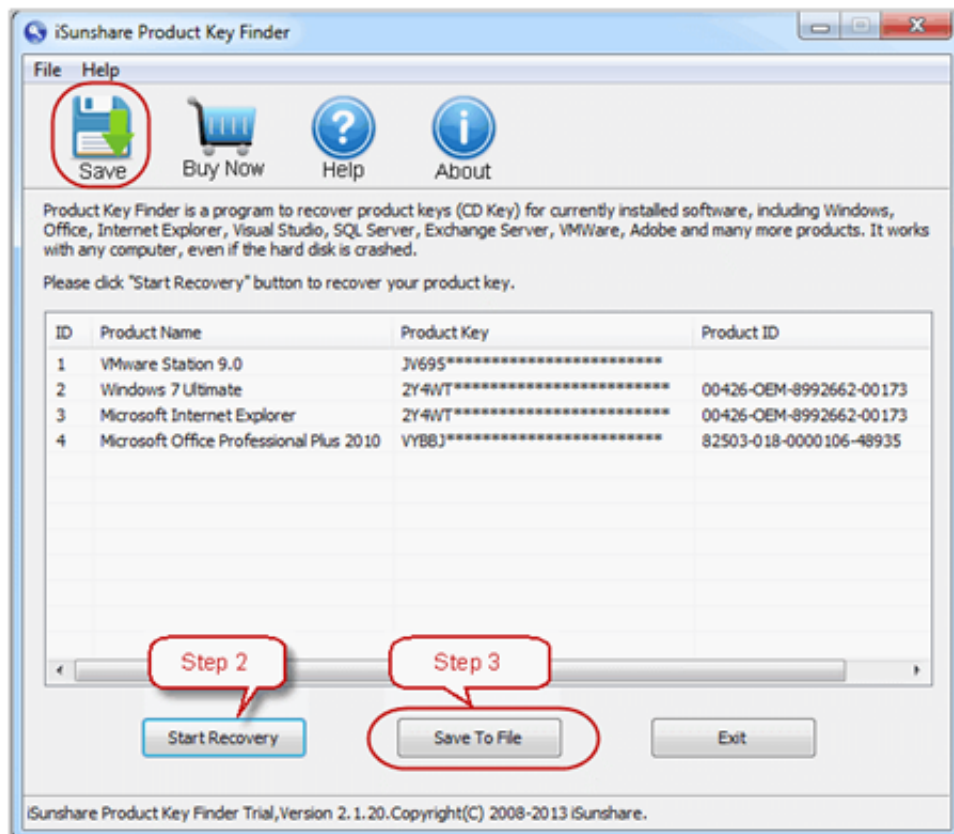 iSunshare Product Key Finder
File Help
Save Buy Now Help About
Product Key Finder is a program to recover product keys (CD Key) for currently installed software, including Windows,
Office, Internet Explorer, Visual Studio, SQL Server, Exchange Server, VMWare, Adobe and many more products. It works
with any computer, even if the hard disk is crashed.
Please click "Start Recovery" button to recover your product key.
ID Product Name Product Key Product ID
1 VMware Station 9.0 JV695*************************
2 Windows 7 Ultimate 2Y4WT************************* 00426-OEM-8992662-00173
3 Microsoft Internet Explorer 2Y4WT************************* 00426-OEM-8992662-00173
4 Microsoft Office Professional Plus 2010 VYBBJ************************* 82503-018-0000106-48935
Step 2 Step 3
Start Recovery Save To File Exit
iSunshare Product Key Finder Trial,Version 2.1.20.Copyright(C) 2008-2013 iSunshare.